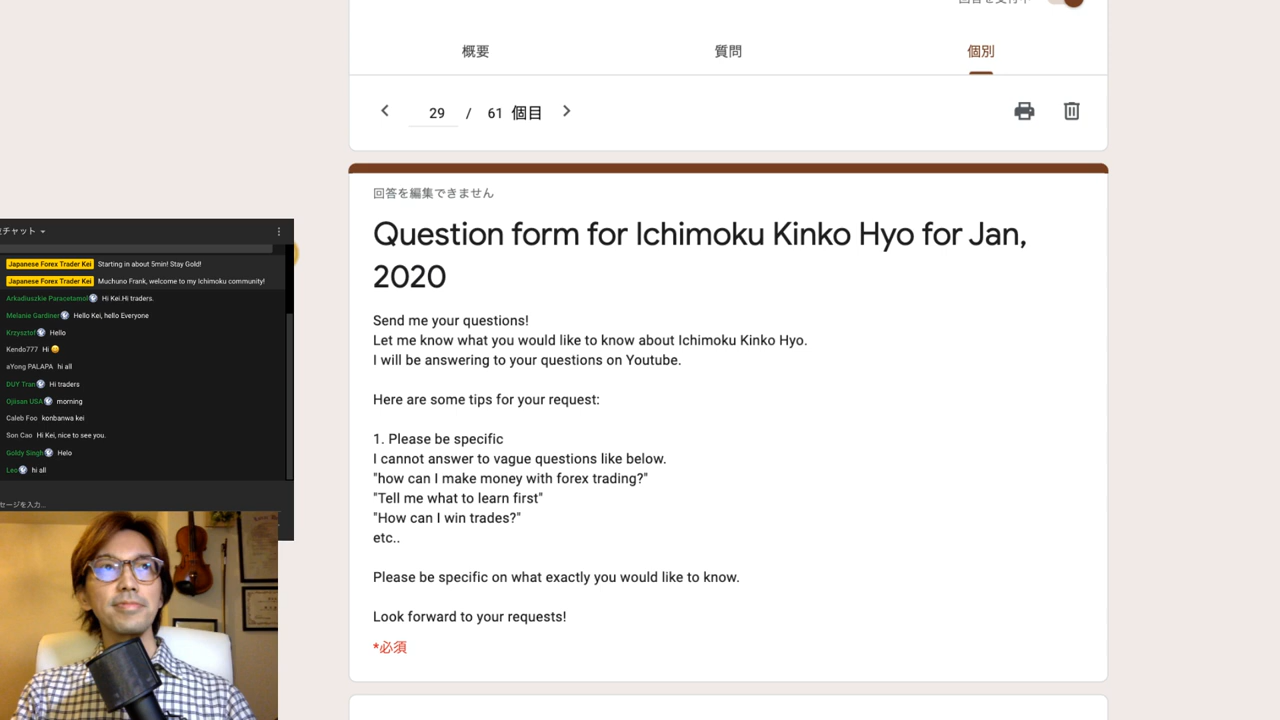 概要
質問
個別
29 / 61 個目
回答を編集できません
Question form for Ichimoku Kinko Hyo for Jan,
2020
Send me your questions!
Let me know what you would like to know about Ichimoku Kinko Hyo.
I will be answering to your questions on Youtube.
Here are some tips for your request:
1. Please be specific
I cannot answer to vague questions like below.
"how can I make money with forex trading?"
"Tell me what to learn first"
"How can I win trades?"
etc..
Please be specific on what exactly you would like to know.
Look forward to your requests!
*必須
チャット
Japanese Forex Trader Kei Starting in about 5min! Stay Gold!
Japanese Forex Trader Kei Muchuno Frank, welcome to my Ichimoku community!
Arkadiuszkie Paracetamol Hi Kei.Hi traders.
Melanie Gardiner Hello Kei, hello Everyone
Krzysztof Hello
Kendo777 Hi 😄
aYong PALAPA hi all
DUY Tran Hi traders
Ojiisan USA morning
Caleb Foo konbanwa kei
Son Cao Hi Kei, nice to see you.
Goldy Singh Helo
Leo hi all
セージを入力...